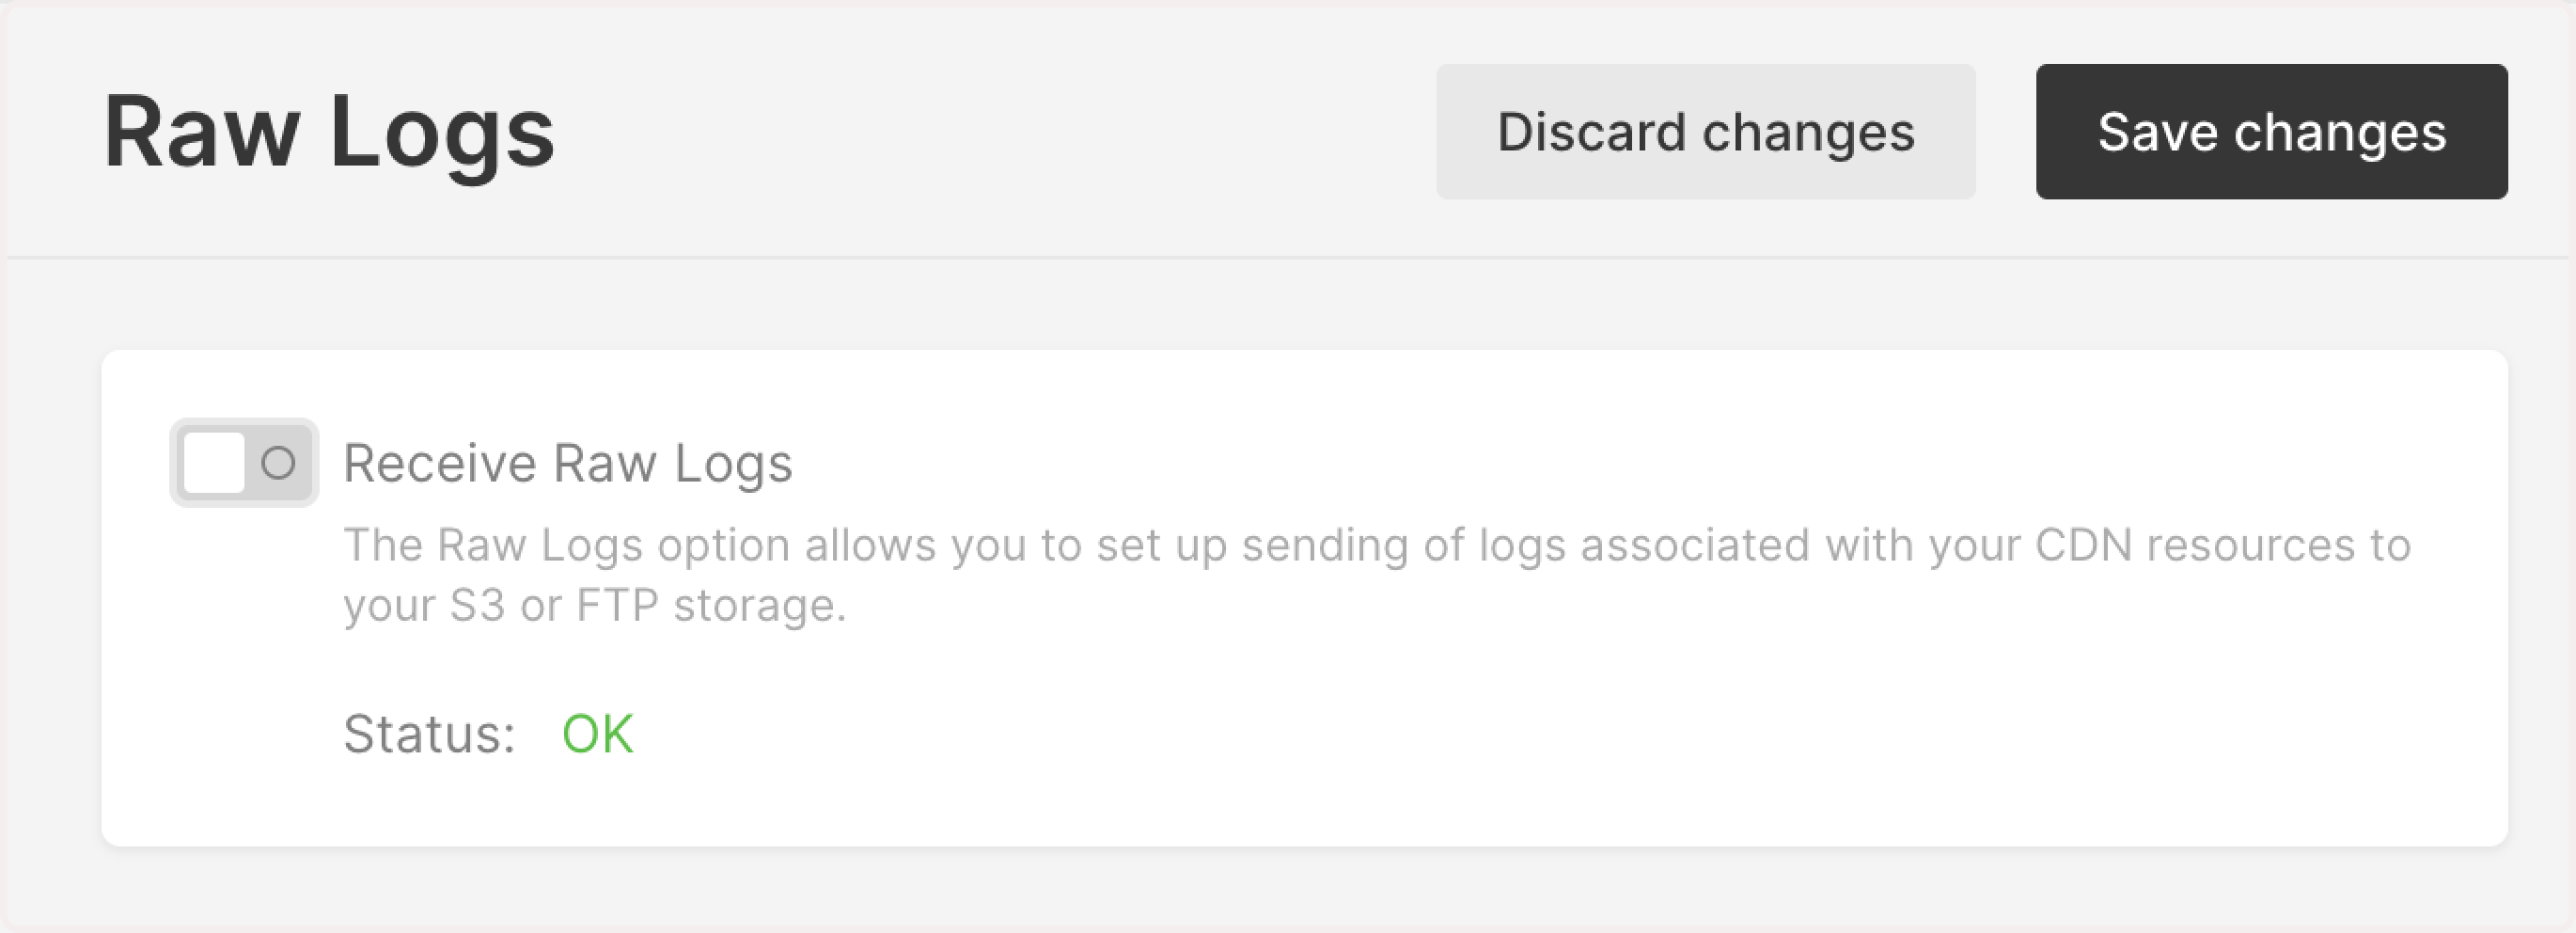 Raw Logs
Discard changes
Save changes
Receive Raw Logs
The Raw Logs option allows you to set up sending of logs associated with your CDN resources to
your S3 or FTP storage.
Status: OK